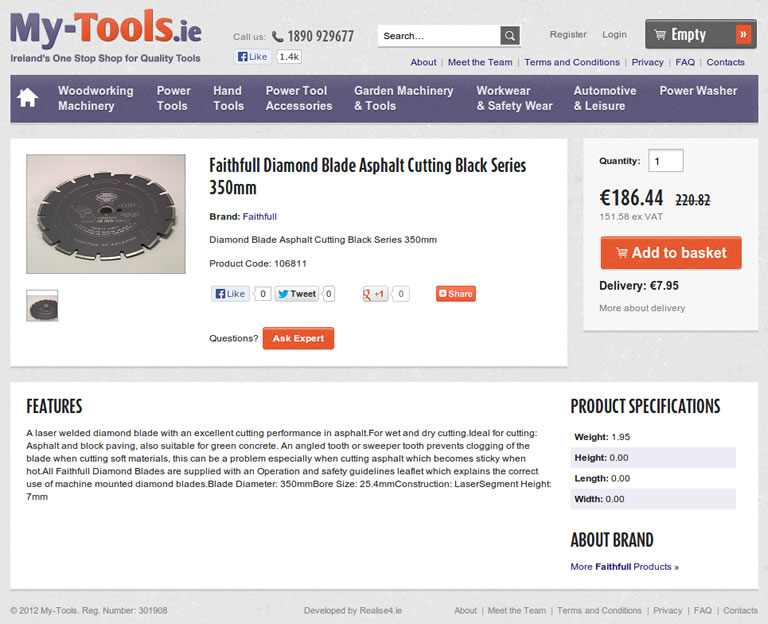 My-Tools.ie
Ireland's One Stop Shop for Quality Tools
Call us: 1890 929677
Like 1.4k
Search...
Register Login
Empty »
About | Meet the Team | Terms and Conditions | Privacy | FAQ | Contacts
Woodworking Machinery
Power Tools
Hand Tools
Power Tool Accessories
Garden Machinery & Tools
Workwear & Safety Wear
Automotive & Leisure
Power Washer
Faithfull Diamond Blade Asphalt Cutting Black Series
350mm
Brand: Faithfull
Diamond Blade Asphalt Cutting Black Series 350mm
Product Code: 106811
Like 0 Tweet 0 g +1 0 Share
Questions? Ask Expert
Quantity: 1
€186.44 220.82
151.58 ex VAT
Add to basket
Delivery: €7.95
More about delivery
FEATURES
A laser welded diamond blade with an excellent cutting performance in asphalt.For wet and dry cutting.Ideal for cutting:
Asphalt and block paving, also suitable for green concrete. An angled tooth or sweeper tooth prevents clogging of the
blade when cutting soft materials, this can be a problem especially when cutting asphalt which becomes sticky when
hot.All Faithfull Diamond Blades are supplied with an Operation and safety guidelines leaflet which explains the correct
use of machine mounted diamond blades.Blade Diameter: 350mmBore Size: 25.4mmConstruction: LaserSegment Height:
7mm
PRODUCT SPECIFICATIONS
Weight: 1.95
Height: 0.00
Length: 0.00
Width: 0.00
ABOUT BRAND
More Faithfull Products »
© 2012 My-Tools. Reg. Number: 301908
Developed by Realise4.ie
About | Meet the Team | Terms and Conditions | Privacy | FAQ | Contacts